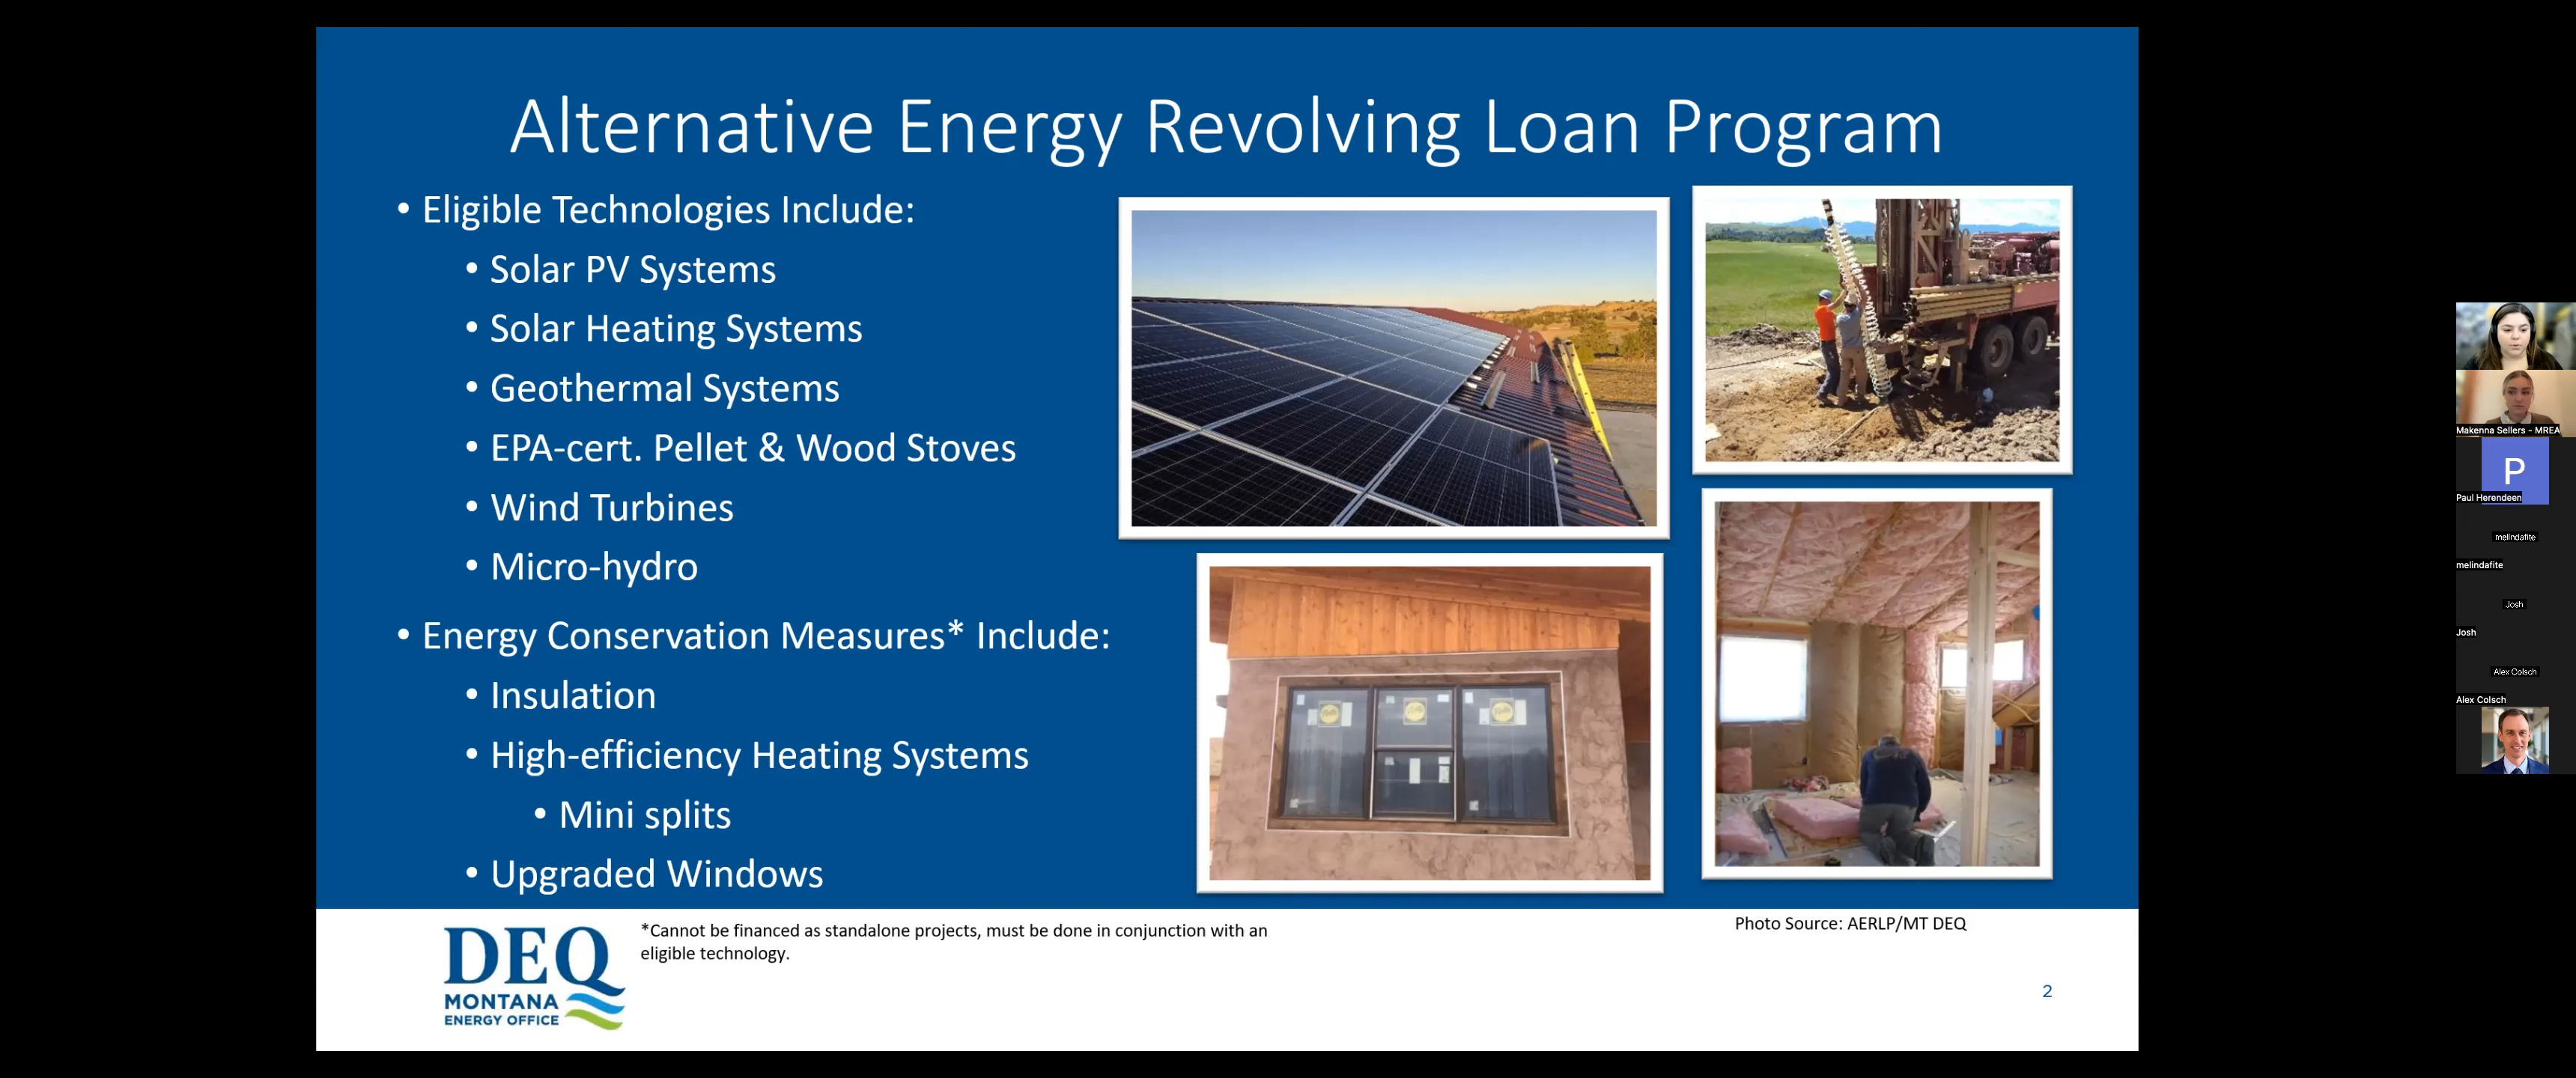 Alternative Energy Revolving Loan Program
• Eligible Technologies Include:
• Solar PV Systems
• Solar Heating Systems
• Geothermal Systems
• EPA-cert. Pellet & Wood Stoves
• Wind Turbines
• Micro-hydro
• Energy Conservation Measures* Include:
• Insulation
• High-efficiency Heating Systems
• Mini splits
• Upgraded Windows
*Cannot be financed as standalone projects, must be done in conjunction with an
eligible technology.
Photo Source: AERLP/MT DEQ
DEQ
MONTANA
ENERGY OFFICE
2
Makenna Sellers - MREA
P
Paul Herendeen
melindafite
melindafite
Josh
Josh
Alex Colsch
Alex Colsch